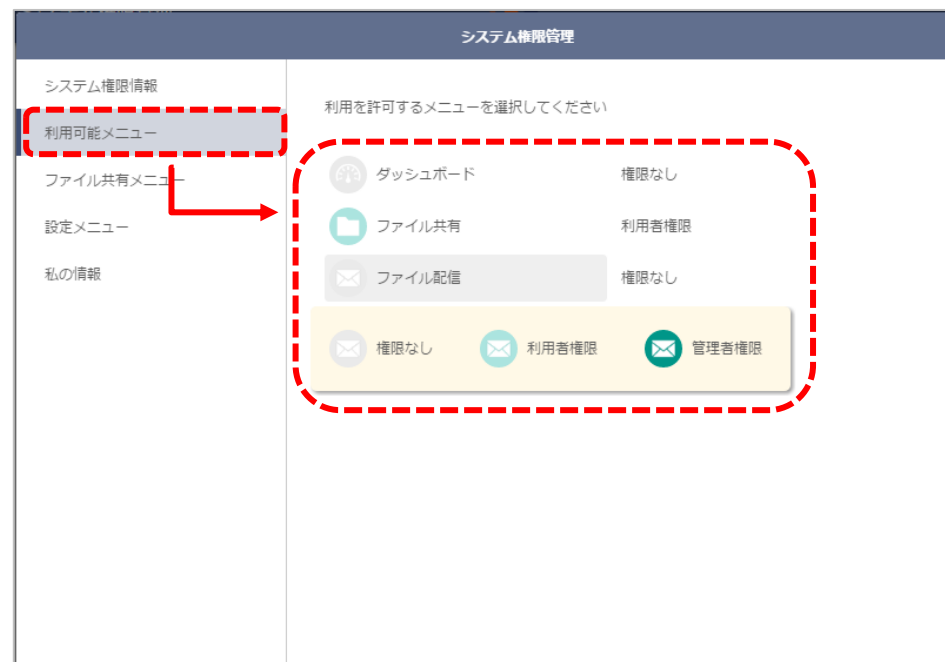 システム権限管理
システム権限情報
利用可能メニュー
ファイル共有メニュー
設定メニュー
私の情報
利用を許可するメニューを選択してください
ダッシュボード 権限なし
ファイル共有 利用者権限
ファイル配信 権限なし
権限なし 利用者権限 管理者権限